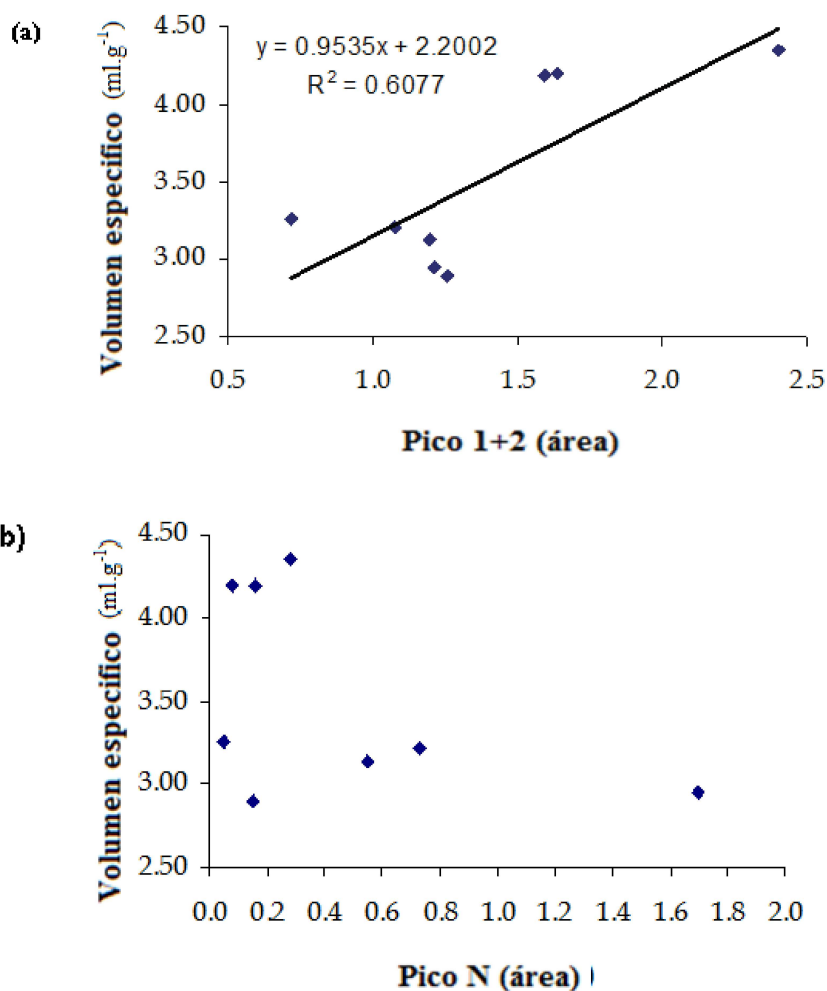 (a)
y = 0.9535x + 2.2002
R² = 0.6077
Volumen especifico (ml.g⁻¹)
4.50
4.00
3.50
3.00
2.50
0.5 1.0 1.5 2.0 2.5
Pico 1+2 (área)
b)
Volumen especifico (ml.g⁻¹)
4.50
4.00
3.50
3.00
2.50
0.0 0.2 0.4 0.6 0.8 1.0 1.2 1.4 1.6 1.8 2.0
Pico N (área) )